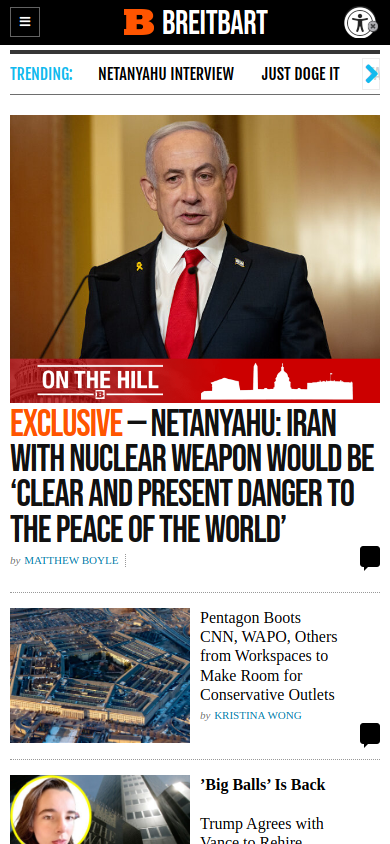 BREITBART
TRENDING: NETANYAHU INTERVIEW JUST DOGE IT
ON THE HILL
EXCLUSIVE – NETANYAHU: IRAN
WITH NUCLEAR WEAPON WOULD BE
‘CLEAR AND PRESENT DANGER TO
THE PEACE OF THE WORLD’
by MATTHEW BOYLE
Pentagon Boots
CNN, WAPO, Others
from Workspaces to
Make Room for
Conservative Outlets
by KRISTINA WONG
’Big Balls’ Is Back
Trump Agrees with
Vance to Rehire